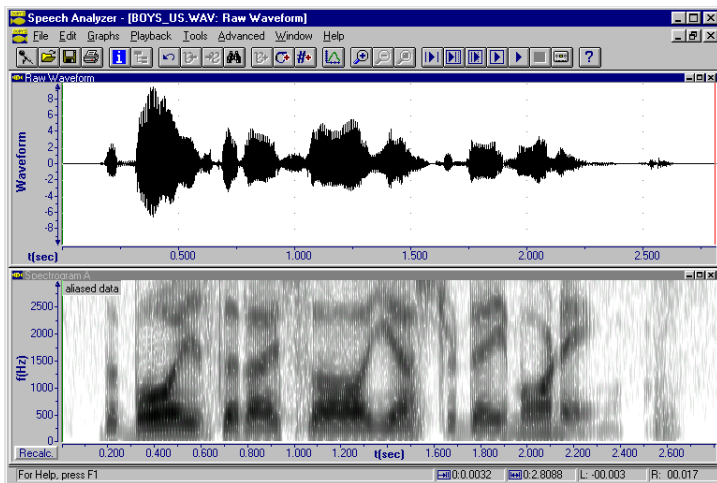 Speech Analyzer - [BOYS_US.WAV: Raw Waveform]
File Edit Graphs Playback Tools Advanced Window Help
Raw Waveform
8
6
4
2
0
-2
-4
-6
-8
Waveform
t(sec) 0.500 1.000 1.500 2.000 2.500
Spectrogram A
aliased data
2500
2000
1500
1000
500
0
f(Hz)
Recalc. 0.200 0.400 0.600 0.800 1.000 1.200 t(sec) 1.600 1.800 2.000 2.200 2.400 2.600
For Help, press F1 0:0.0032 0:2.8088 L: -00.003 R: 00.017